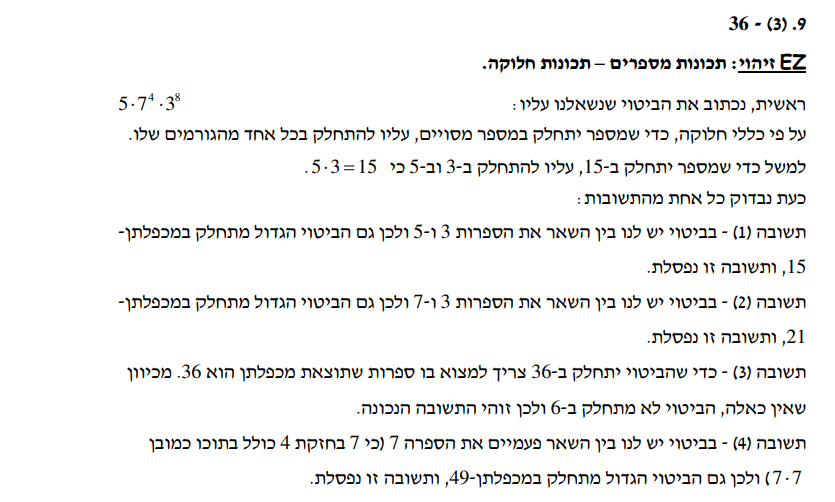 9. (3) - 36
EZ זיהוי: תכונות מספרים – תכונות חלוקה.
ראשית, נכתוב את הביטוי שנשאלנו עליו: 5·7⁴·3⁸
על פי כללי חלוקה, כדי שמספר יתחלק במספר מסויים, עליו להתחלק בכל אחד מהגורמים שלו.
למשל כדי שמספר יתחלק ב-15, עליו להתחלק ב-3 וב-5 כי 5·3=15.
כעת נבדוק כל אחת מהתשובות:
תשובה (1) - בביטוי יש לנו בין השאר את הספרות 3 ו-5 ולכן גם הביטוי הגדול מתחלק במכפלתן-
15, ותשובה זו נפסלת.
תשובה (2) - בביטוי יש לנו בין השאר את הספרות 3 ו-7 ולכן גם הביטוי הגדול מתחלק במכפלתן-
21, ותשובה זו נפסלת.
תשובה (3) - כדי שהביטוי יתחלק ב-36 צריך למצוא בו ספרות שתוצאת מכפלתן הוא 36. מכיוון
שאין כאלה, הביטוי לא מתחלק ב-6 ולכן זוהי התשובה הנכונה.
תשובה (4) - בביטוי יש לנו בין השאר פעמיים את הספרה 7 (כי 7 בחזקת 4 כולל בתוכו כמובן
7·7) ולכן גם הביטוי הגדול מתחלק במכפלתן-49, ותשובה זו נפסלת.